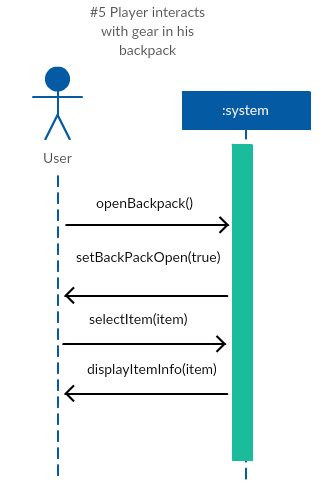 #5 Player interacts
with gear in his
backpack
:system
User
openBackpack()
setBackPackOpen(true)
selectItem(item)
displayItemInfo(item)